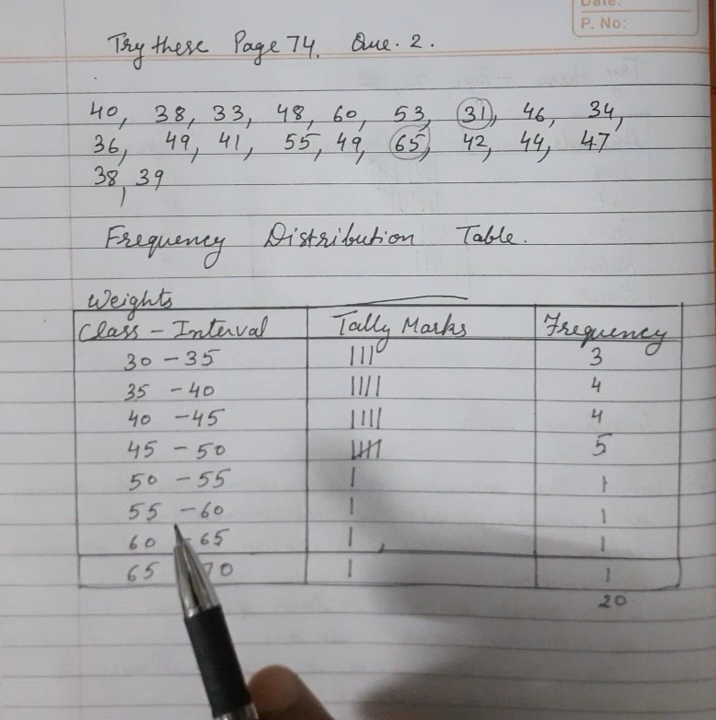 Date:
P. No:
Try these Page 74. Que. 2.
40, 38, 33, 48, 60, 53, 31, 46, 34,
36, 49, 41, 55, 49, 65, 42, 44, 47
38, 39
Frequency Distribution Table.
Weights
Class - Interval Tally Marks Frequency
30 - 35 ||| 3
35 - 40 |||| 4
40 - 45 |||| 4
45 - 50 |||| 5
50 - 55 | 1
55 - 60 | 1
60 - 65 | 1
65 70 | 1
20